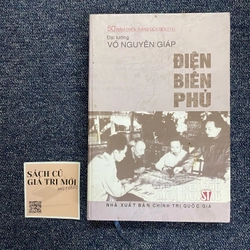 50 NĂM CHIẾN THẮNG ĐIỆN BIÊN PHỦ
Đại tướng
VÕ NGUYÊN GIÁP
ĐIỆN
BIÊN
PHỦ
ST
NHÀ XUẤT BẢN CHÍNH TRỊ QUỐC GIA
SÁCH CŨ
GIÁ TRỊ MỚI